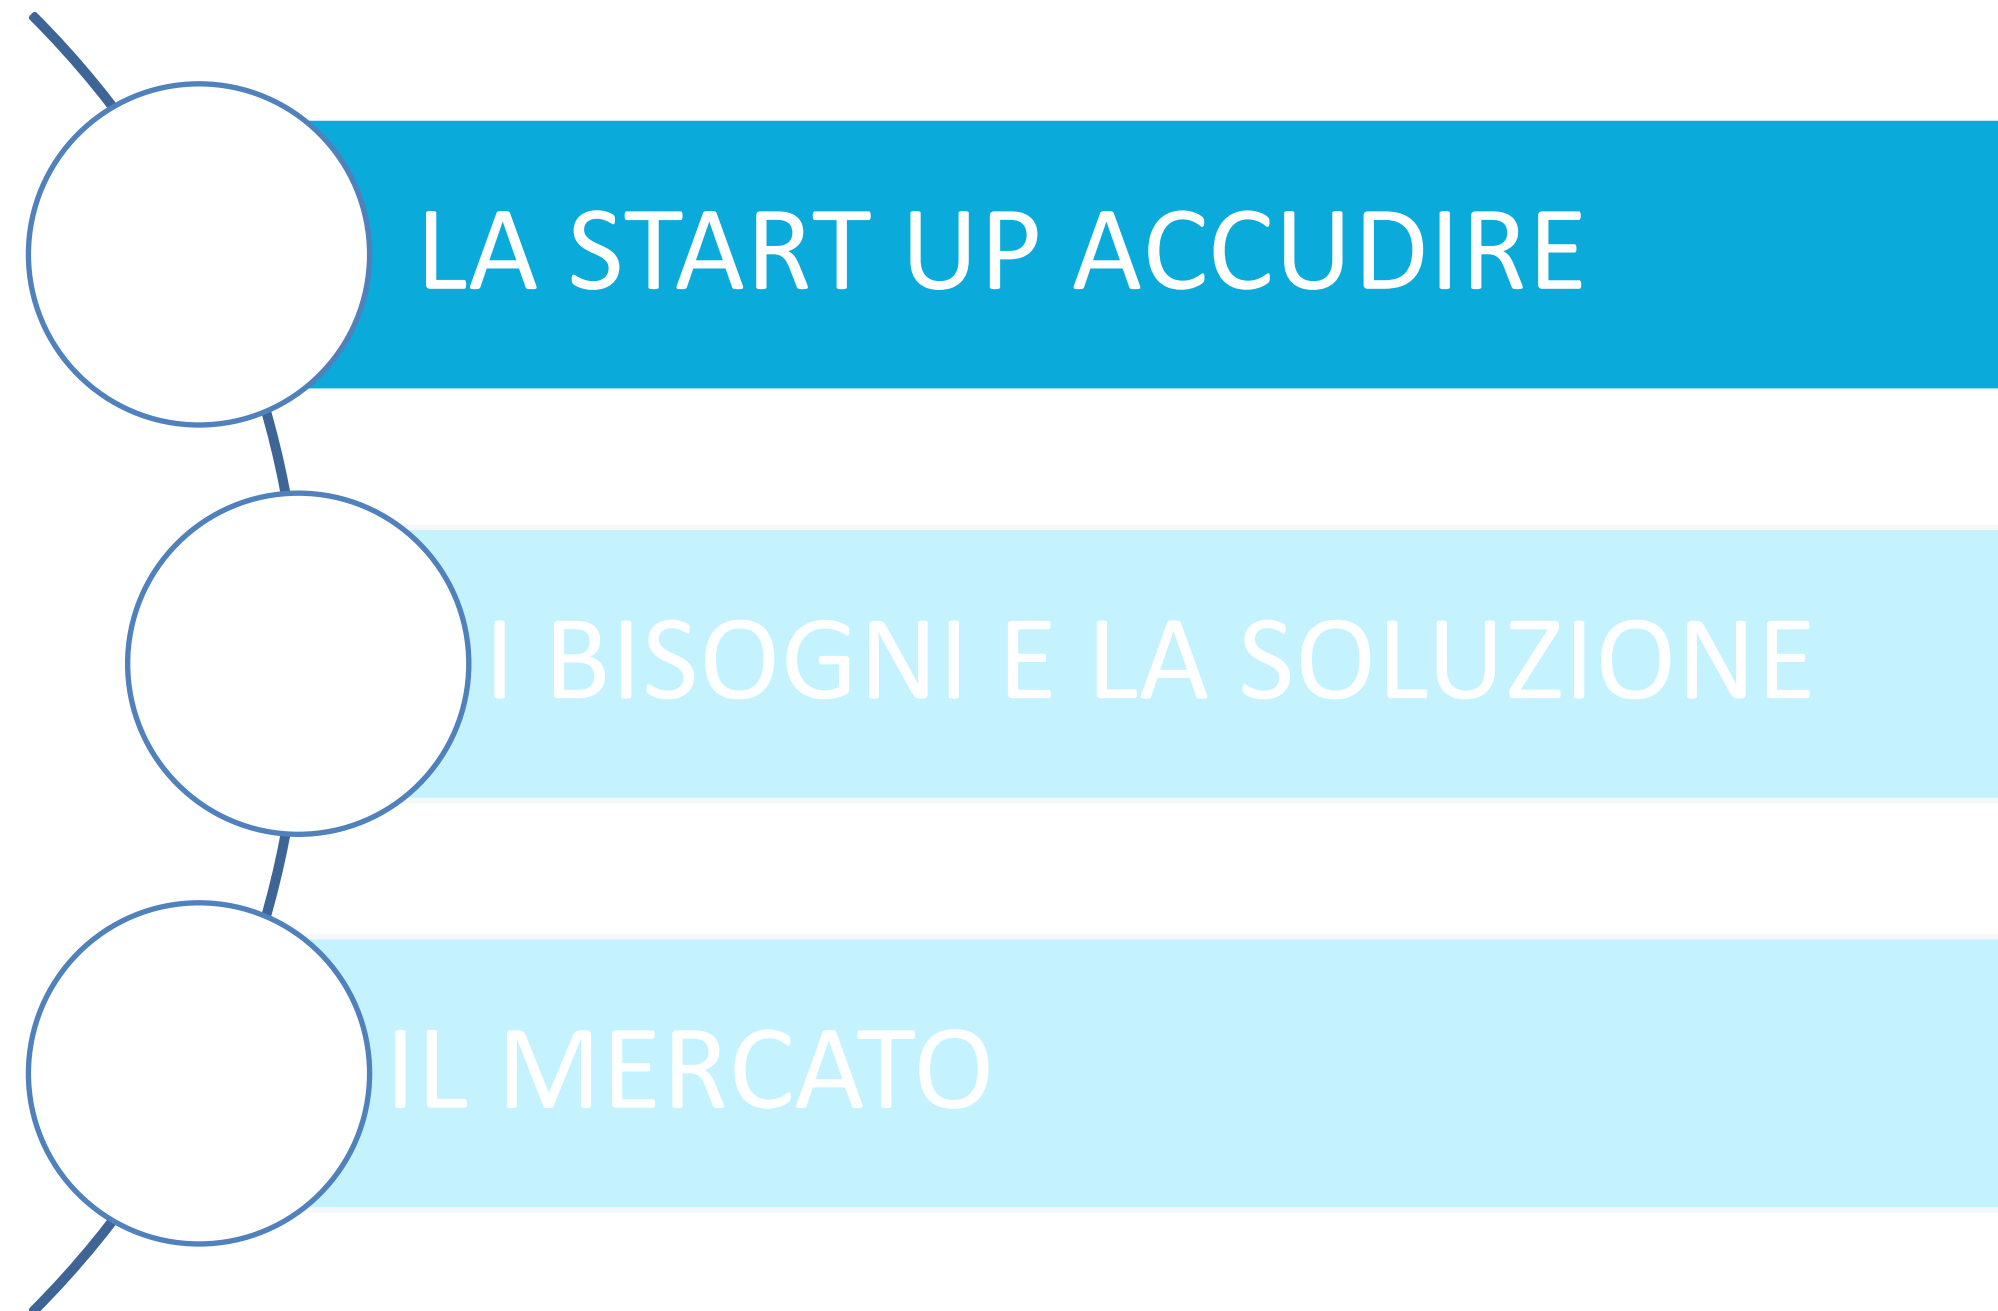 LA START UP ACCUDIRE
I BISOGNI E LA SOLUZIONE
IL MERCATO